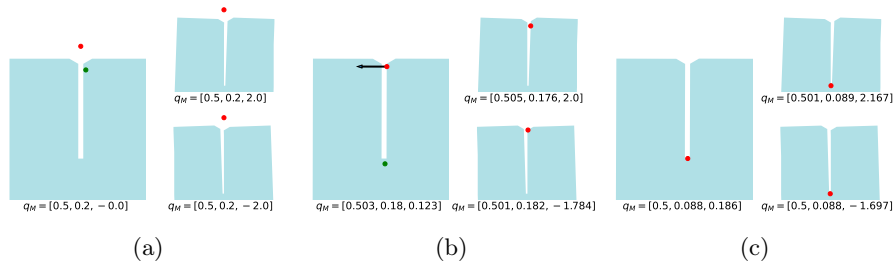 q_M = [0.5, 0.2, 2.0]
q_M = [0.5, 0.2, − 0.0]
q_M = [0.5, 0.2, − 2.0]
(a)
q_M = [0.505, 0.176, 2.0]
q_M = [0.503, 0.18, 0.123]
q_M = [0.501, 0.182, − 1.784]
(b)
q_M = [0.501, 0.089, 2.167]
q_M = [0.5, 0.088, 0.186]
q_M = [0.5, 0.088, − 1.697]
(c)